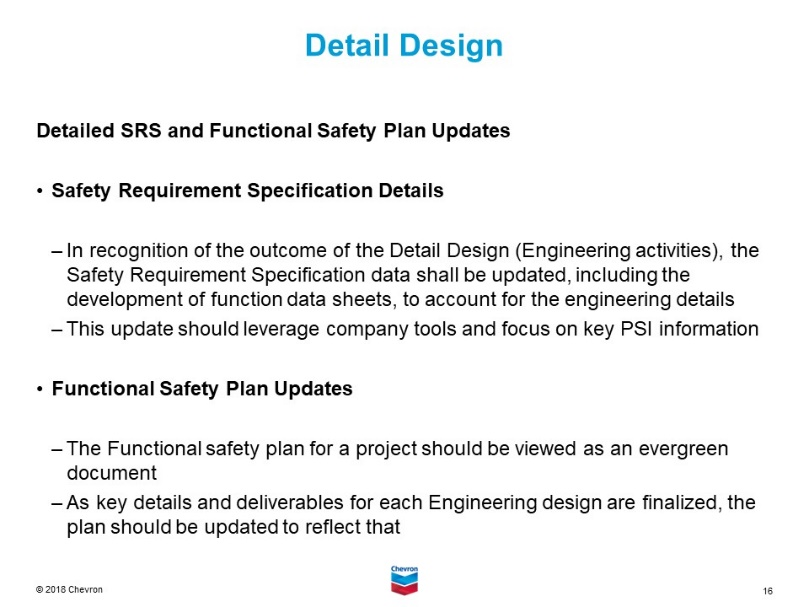 Detail Design
Detailed SRS and Functional Safety Plan Updates
• Safety Requirement Specification Details
– In recognition of the outcome of the Detail Design (Engineering activities), the
Safety Requirement Specification data shall be updated, including the
development of function data sheets, to account for the engineering details
– This update should leverage company tools and focus on key PSI information
• Functional Safety Plan Updates
– The Functional safety plan for a project should be viewed as an evergreen
document
– As key details and deliverables for each Engineering design are finalized, the
plan should be updated to reflect that
© 2018 Chevron
Chevron
16